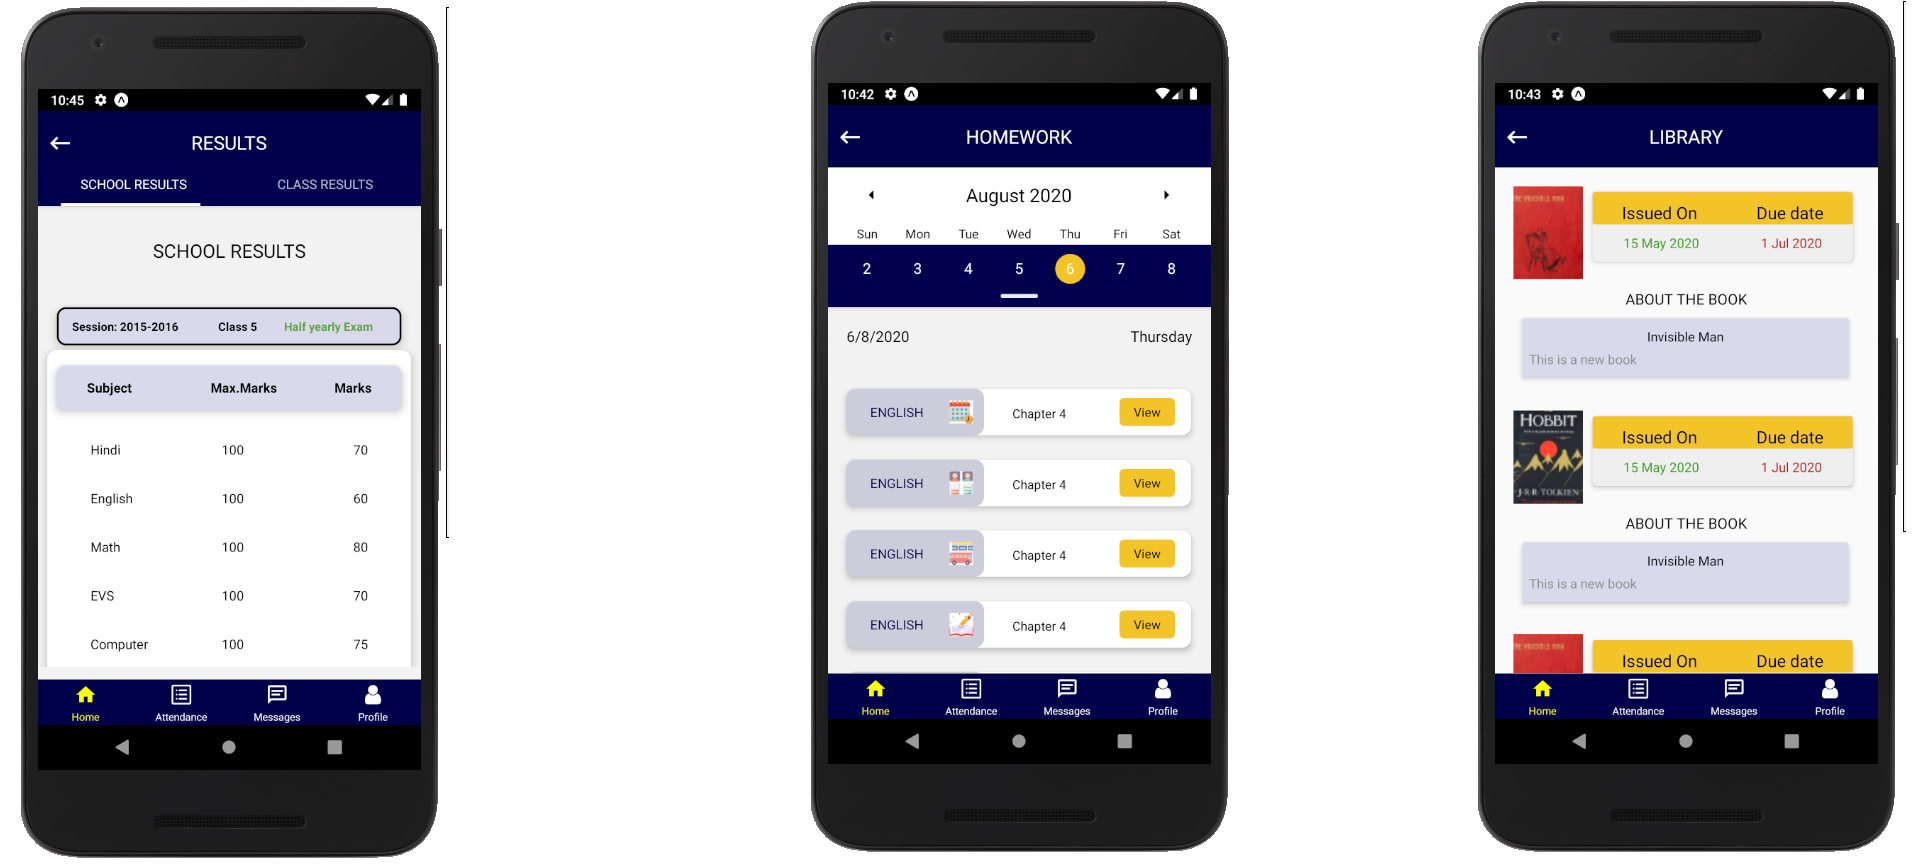 10:45
RESULTS
SCHOOL RESULTS CLASS RESULTS
SCHOOL RESULTS
Session: 2015-2016 Class 5 Half yearly Exam
Subject Max.Marks Marks
Hindi 100 70
English 100 60
Math 100 80
EVS 100 70
Computer 100 75
Home Attendance Messages Profile
10:42
HOMEWORK
August 2020
Sun Mon Tue Wed Thu Fri Sat
2 3 4 5 6 7 8
6/8/2020 Thursday
ENGLISH Chapter 4 View
ENGLISH Chapter 4 View
ENGLISH Chapter 4 View
ENGLISH Chapter 4 View
Home Attendance Messages Profile
10:43
LIBRARY
Issued On Due date
15 May 2020 1 Jul 2020
ABOUT THE BOOK
Invisible Man
This is a new book
HOBBIT
J·R·R·TOLKIEN
Issued On Due date
15 May 2020 1 Jul 2020
ABOUT THE BOOK
Invisible Man
This is a new book
Issued On Due date
Home Attendance Messages Profile